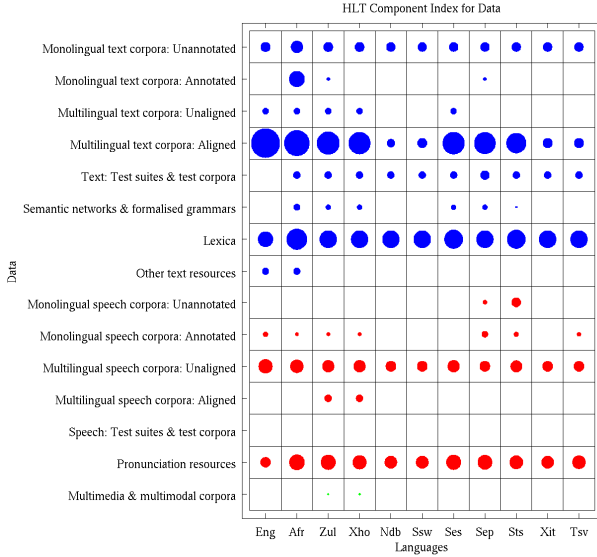 HLT Component Index for Data
Monolingual text corpora: Unannotated
Monolingual text corpora: Annotated
Multilingual text corpora: Unaligned
Multilingual text corpora: Aligned
Text: Test suites & test corpora
Semantic networks & formalised grammars
Lexica
Other text resources
Monolingual speech corpora: Unannotated
Monolingual speech corpora: Annotated
Multilingual speech corpora: Unaligned
Multilingual speech corpora: Aligned
Speech: Test suites & test corpora
Pronunciation resources
Multimedia & multimodal corpora
Data
Eng Afr Zul Xho Ndb Ssw Ses Sep Sts Xit Tsv
Languages